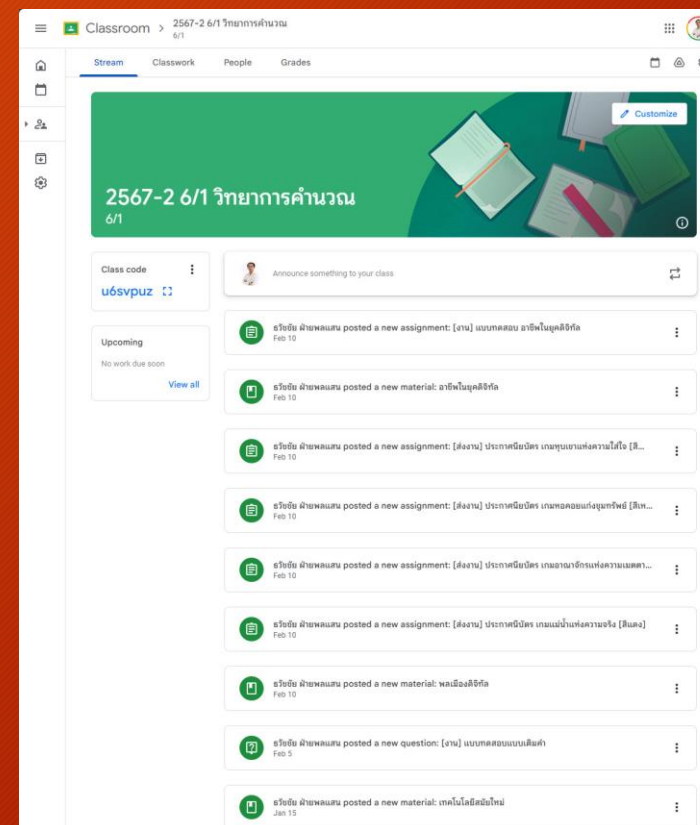 Classroom > 2567-2 6/1 วิทยาการคำนวณ
6/1
Stream Classwork People Grades
Customize
2567-2 6/1 วิทยาการคำนวณ
6/1
Class code
u6svpuz
Announce something to your class
Upcoming
No work due soon
View all
ธวัชชัย ฝ่ายพลแสน posted a new assignment: [งาน] แบบทดสอบ อาชีพในยุคดิจิทัล
Feb 10
ธวัชชัย ฝ่ายพลแสน posted a new material: อาชีพในยุคดิจิทัล
Feb 10
ธวัชชัย ฝ่ายพลแสน posted a new assignment: [ส่งงาน] ประกาศนียบัตร เกมหุบเขาแห่งความใส่ใจ [สี...
Feb 10
ธวัชชัย ฝ่ายพลแสน posted a new assignment: [ส่งงาน] ประกาศนียบัตร เกมหอคอยแก่งขุมทรัพย์ [สีเห...
Feb 10
ธวัชชัย ฝ่ายพลแสน posted a new assignment: [ส่งงาน] ประกาศนียบัตร เกมอาณาจักรแห่งความเมตตา...
Feb 10
ธวัชชัย ฝ่ายพลแสน posted a new assignment: [ส่งงาน] ประกาศนีบัตร เกมแม่น้ำแห่งความจริง [สีแดง]
Feb 10
ธวัชชัย ฝ่ายพลแสน posted a new material: พลเมืองดิจิทัล
Feb 10
ธวัชชัย ฝ่ายพลแสน posted a new question: [งาน] แบบทดสอบแบบเติมคำ
Feb 5
ธวัชชัย ฝ่ายพลแสน posted a new material: เทคโนโลยีสมัยใหม่
Jan 15